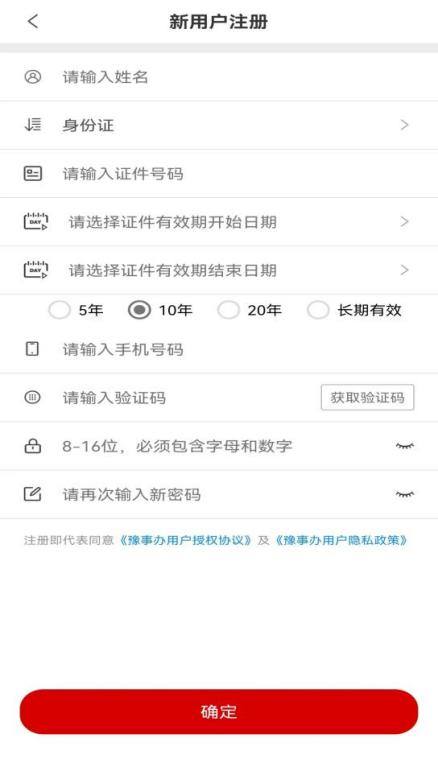 新用户注册
请输入姓名
身份证
请输入证件号码
DAY 请选择证件有效期开始日期
DAY 请选择证件有效期结束日期
5年 10年 20年 长期有效
请输入手机号码
请输入验证码 获取验证码
8-16位，必须包含字母和数字
请再次输入新密码
注册即代表同意《豫事办用户授权协议》及《豫事办用户隐私政策》
确定